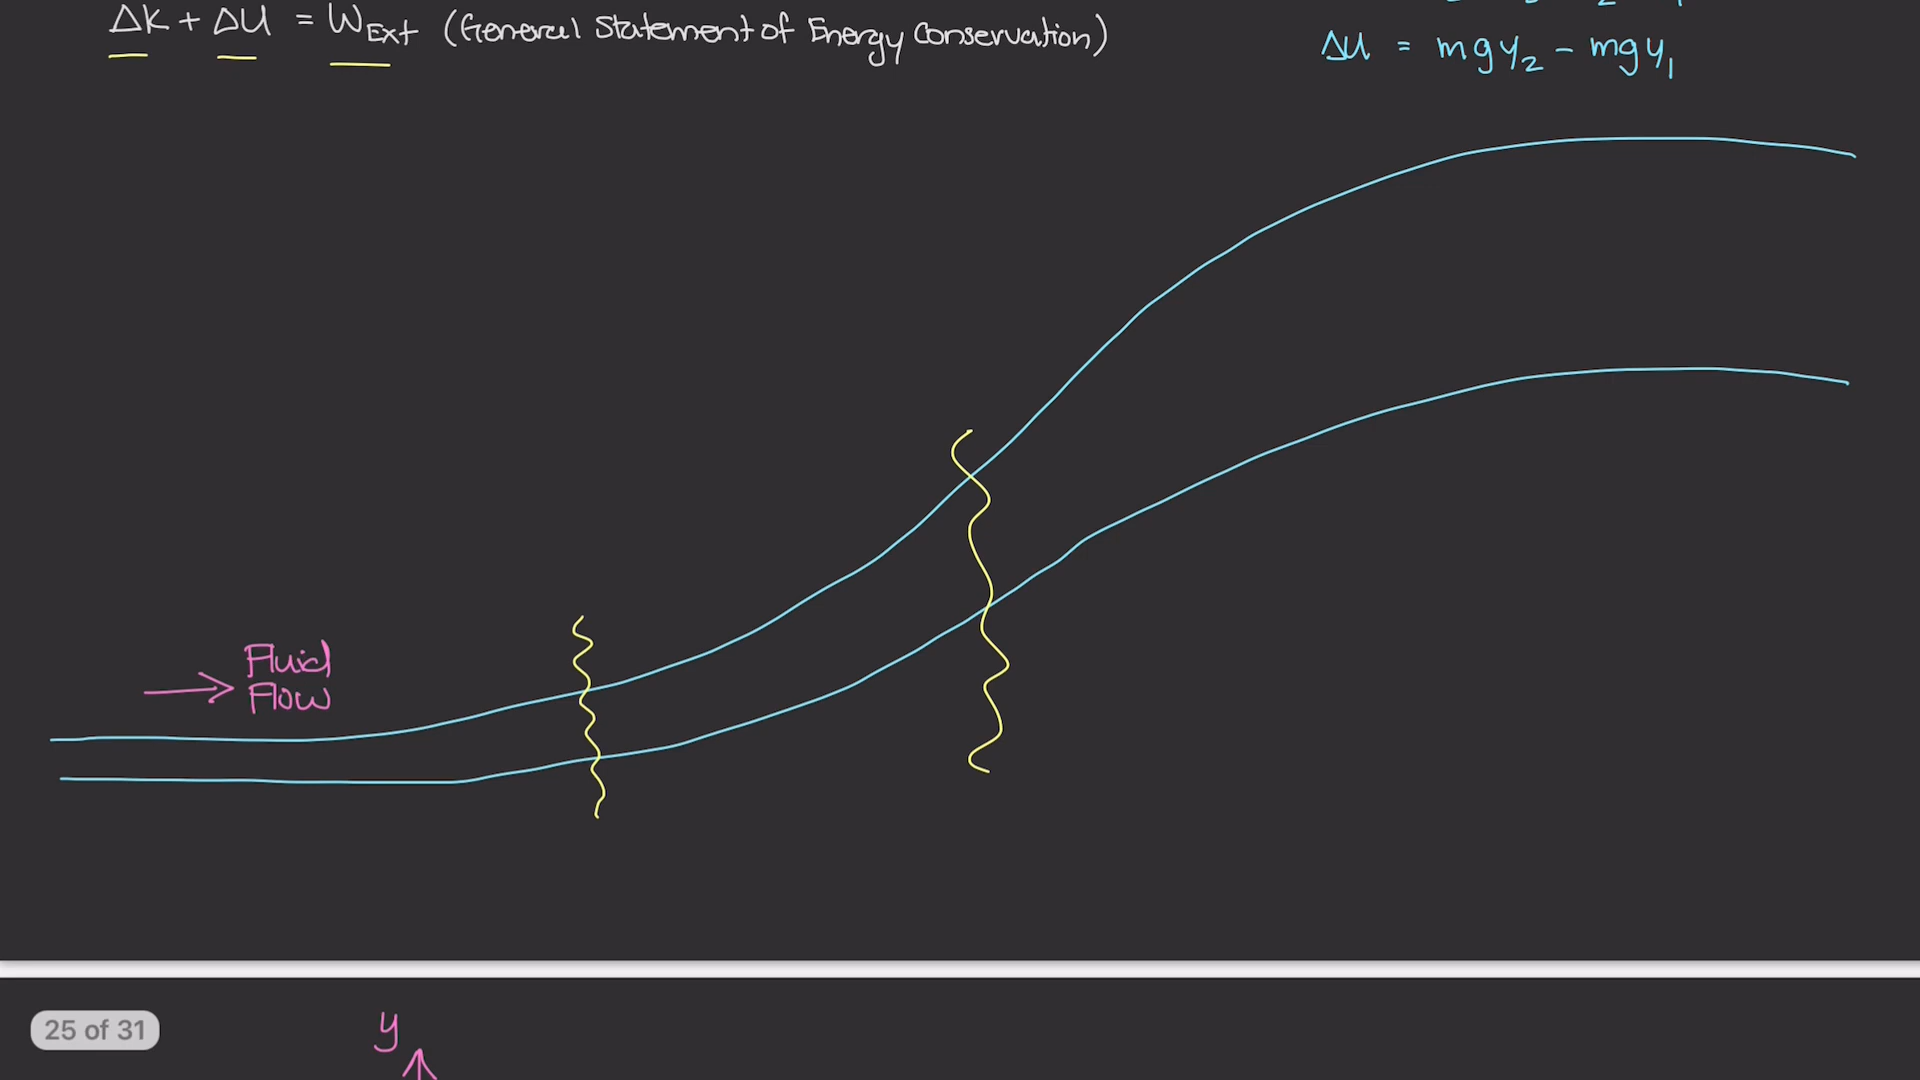 ΔK + ΔU = W_Ext (General Statement of Energy Conservation)
ΔU = mgy₂ - mgy₁
Fluid
Flow
25 of 31
y